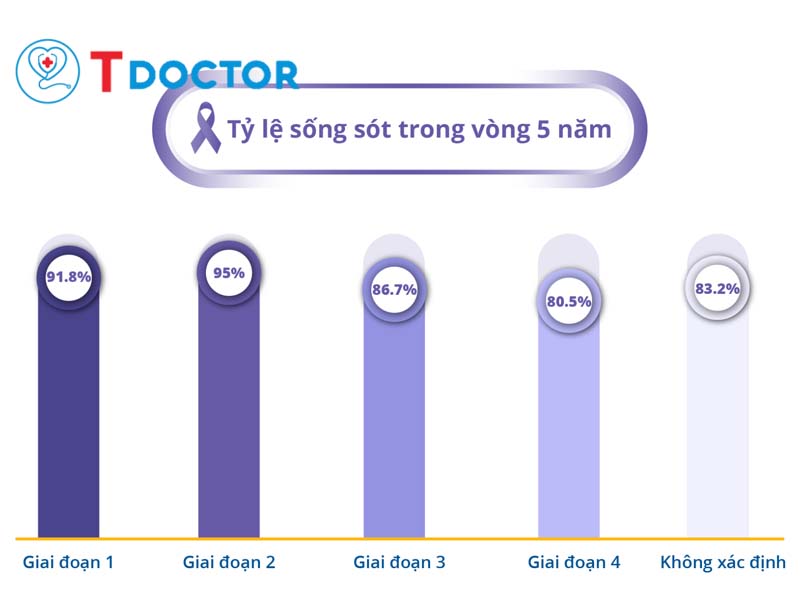 T DOCTOR
Tỷ lệ sống sót trong vòng 5 năm
91.8%
95%
86.7%
80.5%
83.2%
Giai đoạn 1
Giai đoạn 2
Giai đoạn 3
Giai đoạn 4
Không xác định